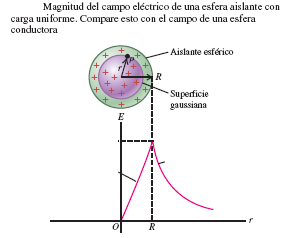 Magnitud del campo eléctrico de una esfera aislante con
carga uniforme. Compare esto con el campo de una esfera
conductora
Aislante esférico
r
P
R
Superficie
gaussiana
E
O
R
r